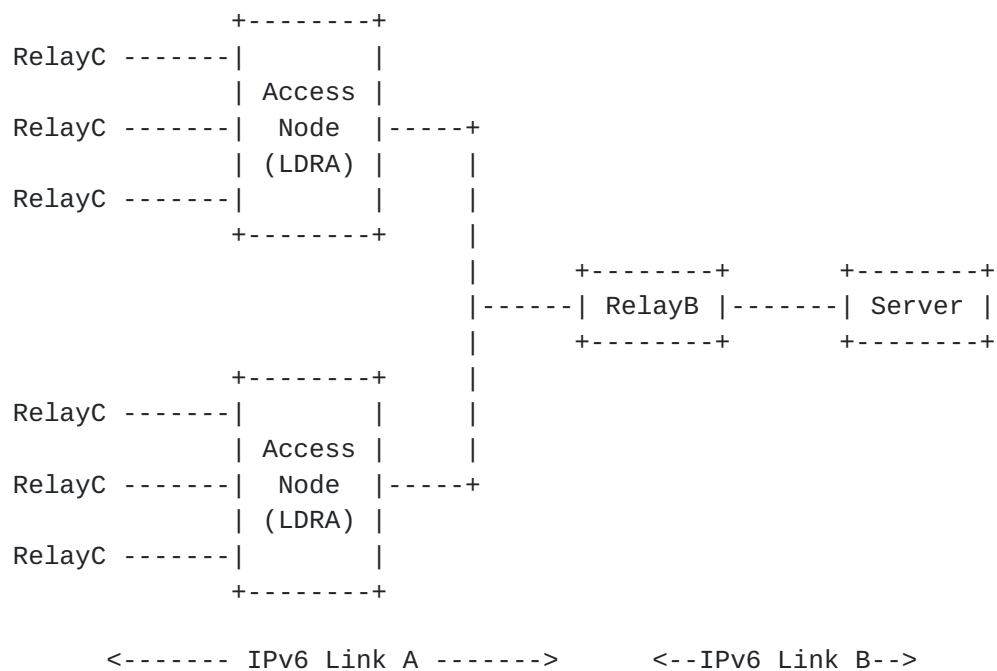 +--------+
RelayC -------|        |
              | Access |
RelayC -------|  Node  |-----+
              | (LDRA) |     |
RelayC -------|        |     |
              +--------+     |
                             |      +--------+       +--------+
                             |------| RelayB |-------| Server |
                             |      +--------+       +--------+
              +--------+     |
RelayC -------|        |     |
              | Access |     |
RelayC -------|  Node  |-----+
              | (LDRA) |
RelayC -------|        |
              +--------+

      <------- IPv6 Link A ------->      <--IPv6 Link B-->